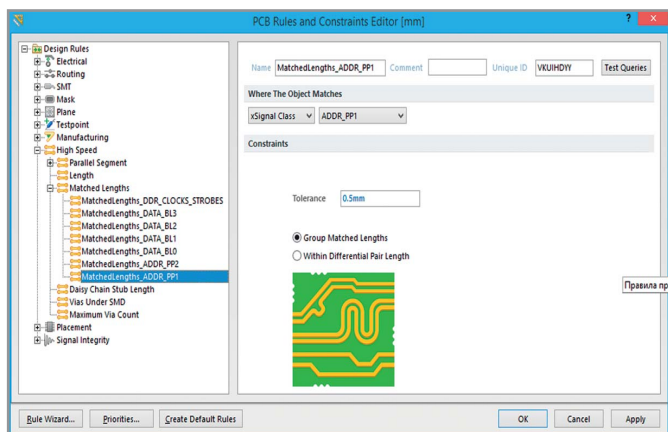 PCB Rules and Constraints Editor [mm]
? x
Design Rules
Electrical
Routing
SMT
Mask
Plane
Testpoint
Manufacturing
High Speed
Parallel Segment
Length
Matched Lengths
MatchedLengths_DDR_CLOCKS_STROBES
MatchedLengths_DATA_BL3
MatchedLengths_DATA_BL2
MatchedLengths_DATA_BL1
MatchedLengths_DATA_BL0
MatchedLengths_ADDR_PP2
MatchedLengths_ADDR_PP1
Daisy Chain Stub Length
Vias Under SMD
Maximum Via Count
Placement
Signal Integrity
Name MatchedLengths_ADDR_PP1 Comment Unique ID VKUIHDYY Test Queries
Where The Object Matches
xSignal Class ADDR_PP1
Constraints
Tolerance 0.5mm
Group Matched Lengths
Within Differential Pair Length
Правила пр
Rule Wizard... Priorities... Create Default Rules OK Cancel Apply